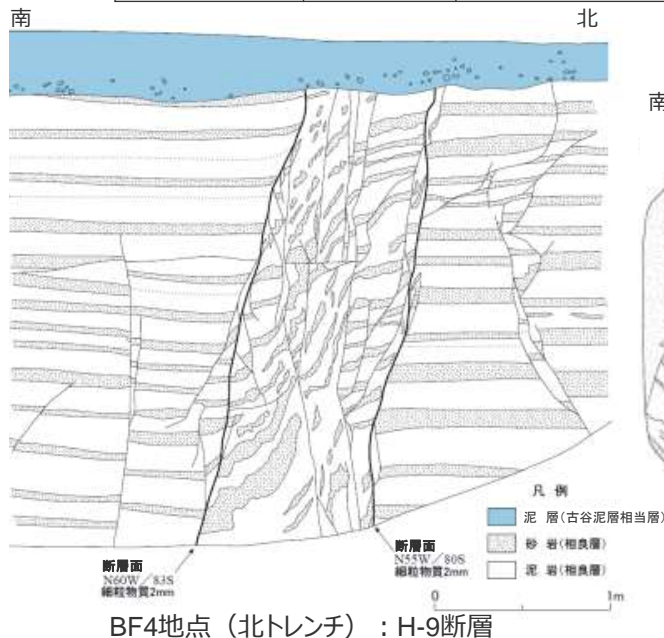 南
北
南
断層面
N60W/83S
細粒物質2mm
断層面
N55W/80S
細粒物質2mm
凡 例
泥 層(古谷泥層相当層)
砂 岩(相良層)
泥 岩(相良層)
0 1m
BF4地点（北トレンチ）：H-9断層